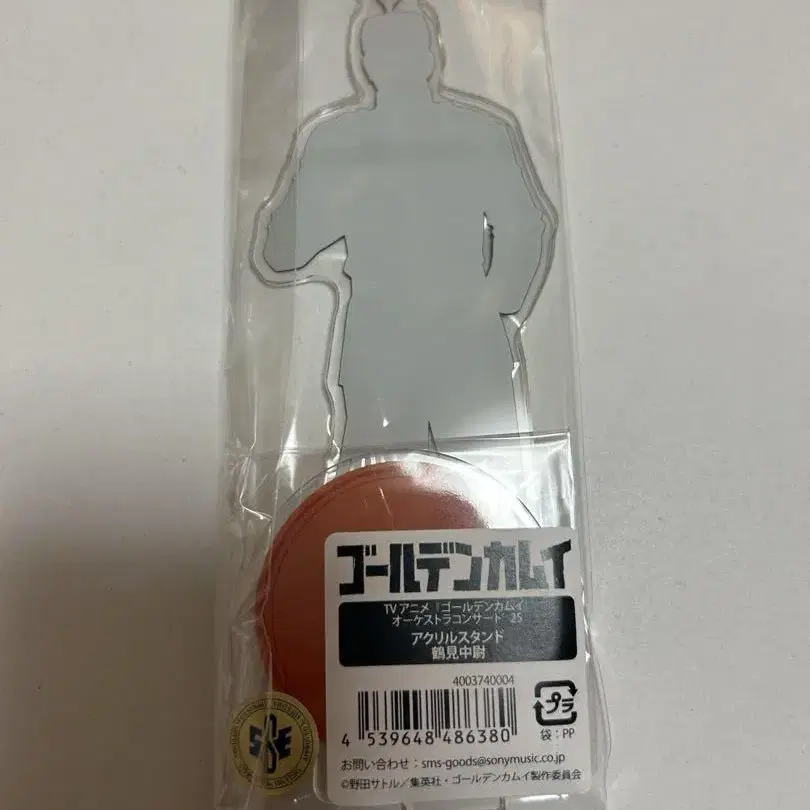 ゴールデンカムイ
TVアニメ『ゴールデンカムイ
オーケストラコンサート'25
アクリルスタンド
鶴見中尉
4003740004
4 539648 486380
プラ
袋：PP
お問い合わせ：sms-goods@sonymusic.co.jp
©野田サトル／集英社・ゴールデンカムイ製作委員会